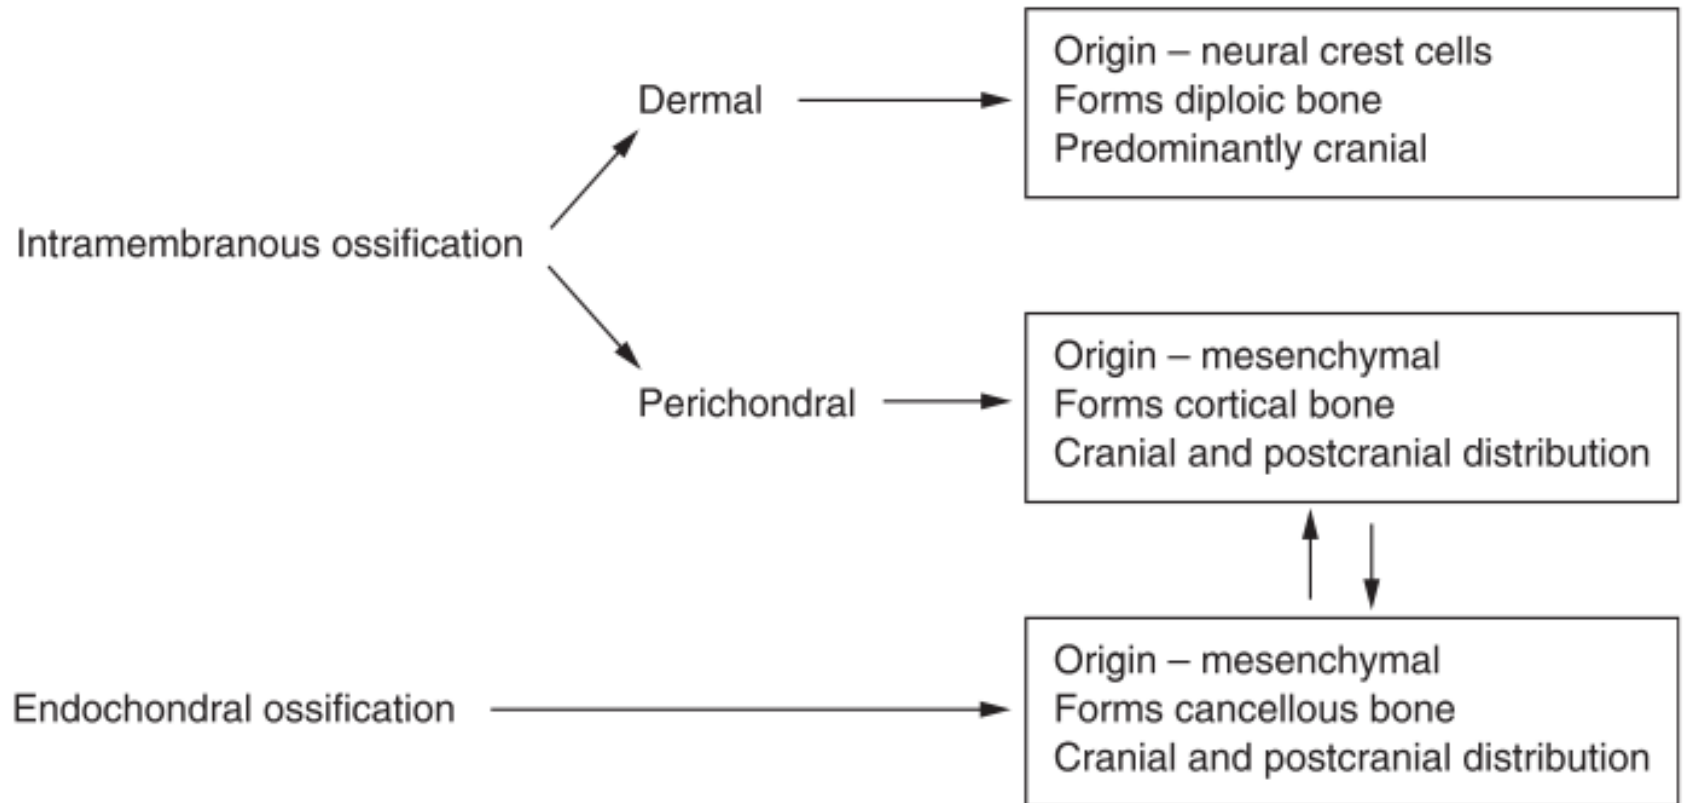 Origin – neural crest cells
Dermal
Forms diploic bone
Predominantly cranial
Intramembranous ossification
Origin – mesenchymal
Perichondral
Forms cortical bone
Cranial and postcranial distribution
Origin – mesenchymal
Endochondral ossification
Forms cancellous bone
Cranial and postcranial distribution